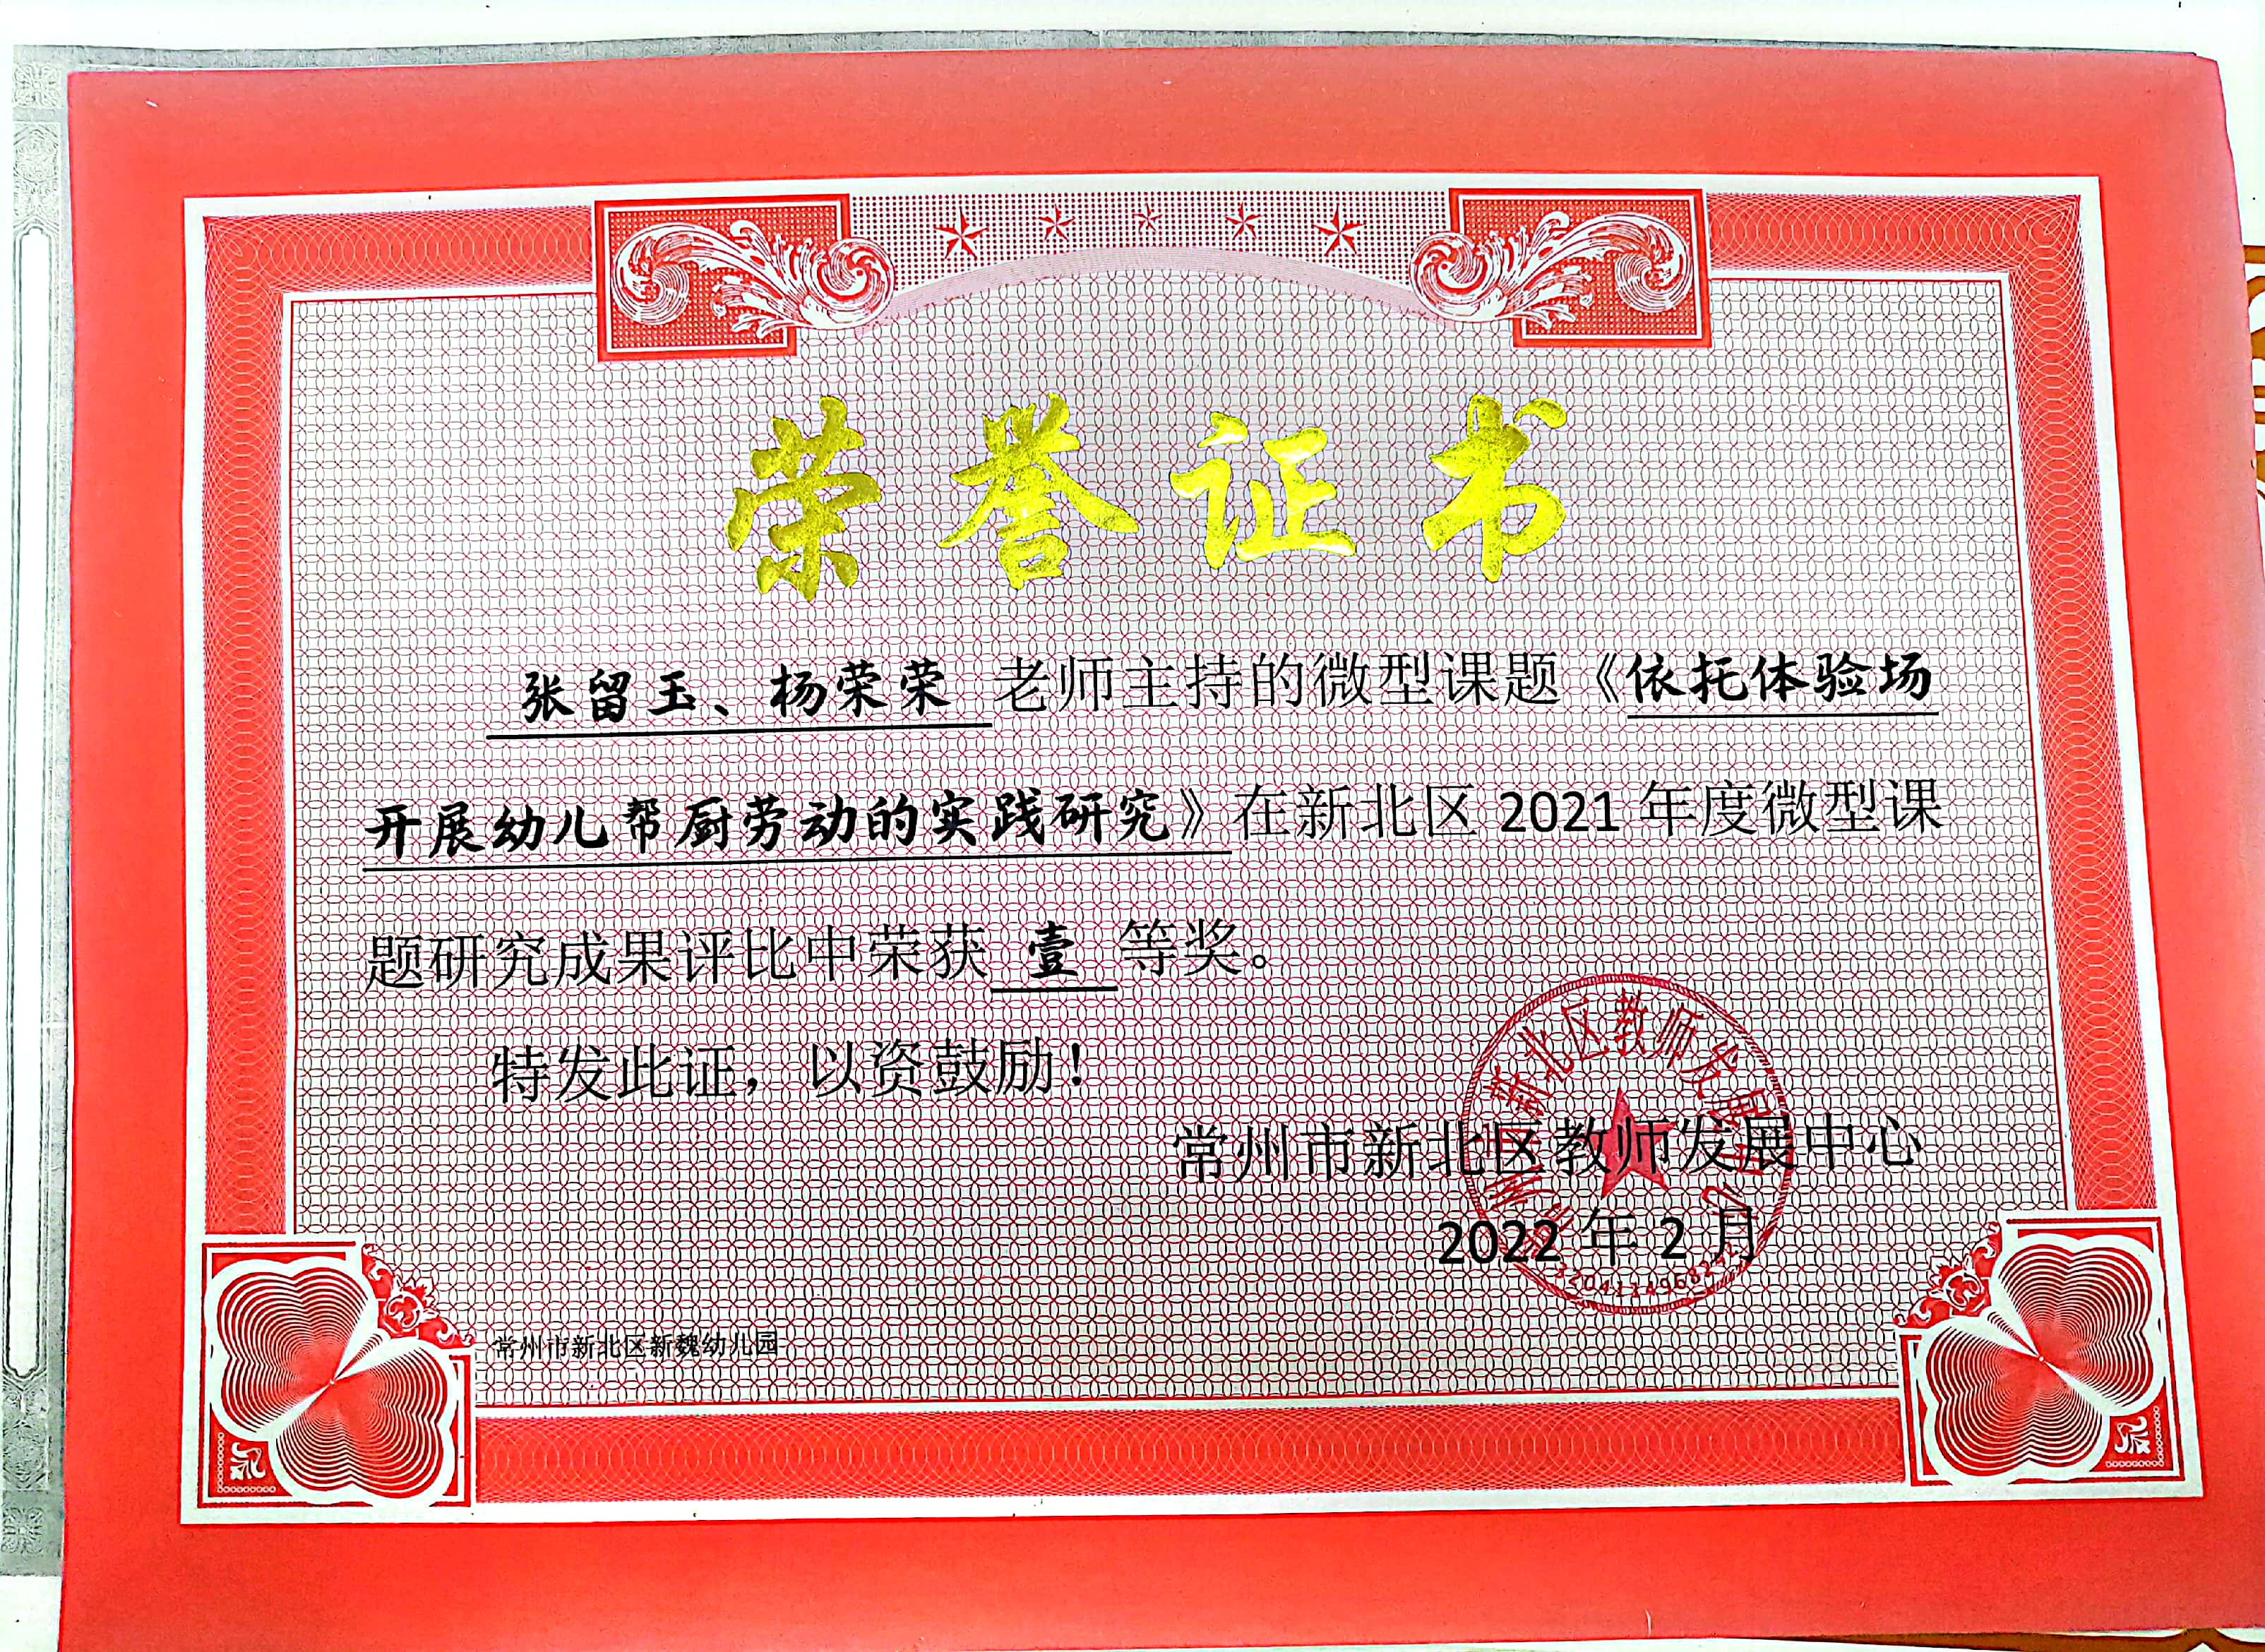 荣誉证书
张留玉、杨荣荣 老师主持的微型课题《依托体验场
开展幼儿帮厨劳动的实践研究》在新北区 2021 年度微型课
题研究成果评比中荣获 壹 等奖。
特发此证，以资鼓励！
常州市新北区教师发展中心
2022 年 2 月
常州市新北区新魏幼儿园